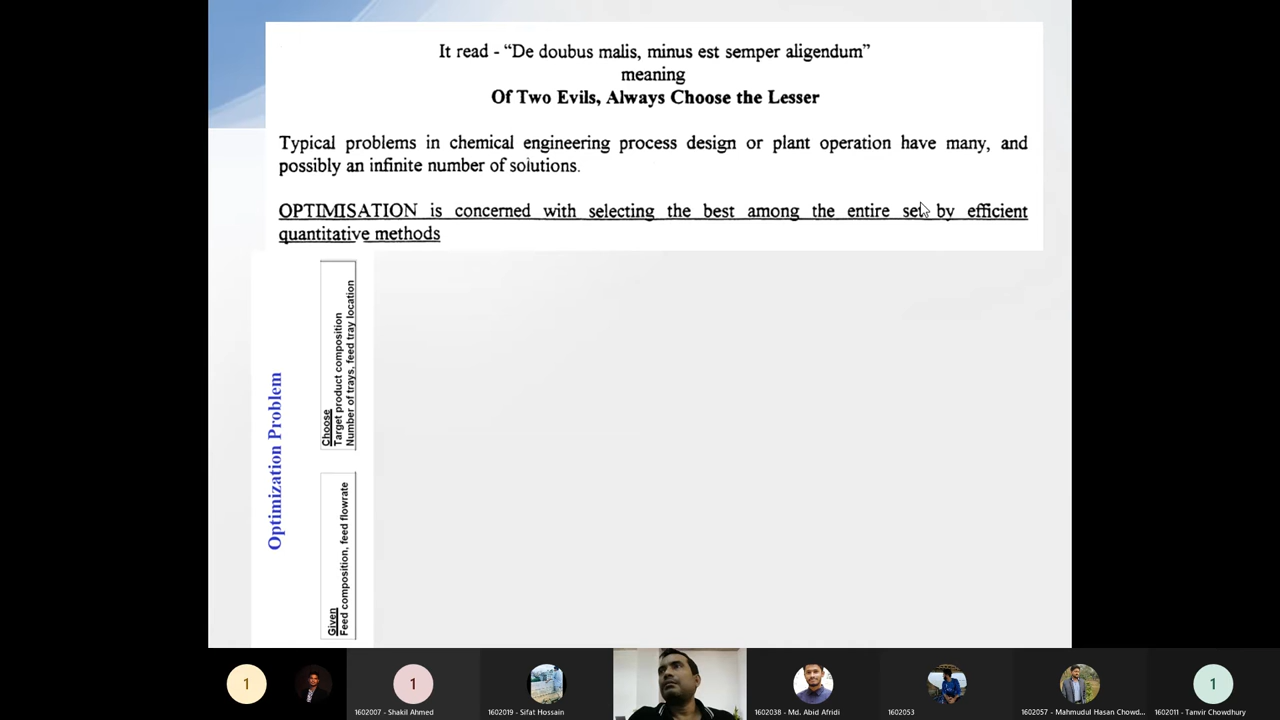 It read - “De doubus malis, minus est semper aligendum”
meaning
Of Two Evils, Always Choose the Lesser
Typical problems in chemical engineering process design or plant operation have many, and
possibly an infinite number of solutions.
OPTIMISATION is concerned with selecting the best among the entire set by efficient
quantitative methods
Optimization Problem
Given
Feed composition, feed flowrate
Choose
Target product composition
Number of trays, feed tray location
1
1
1
1602007 - Shakil Ahmed
1602019 - Sifat Hossain
1602038 - Md. Abid Afridi
1602053
1602057 - Mahmudul Hasan Chowd...
1602011 - Tanvir Chowdhury